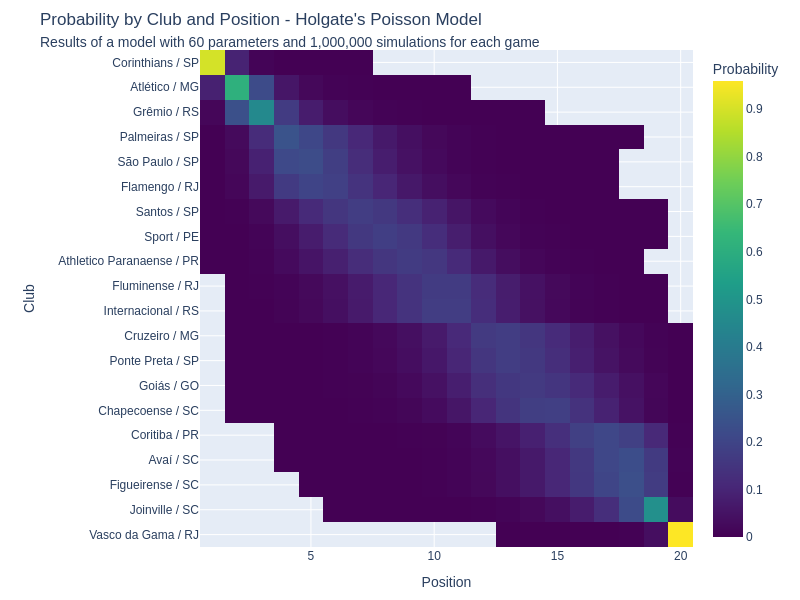 Probability by Club and Position - Holgate's Poisson Model
Results of a model with 60 parameters and 1,000,000 simulations for each game
Probability
Club
Corinthians / SP
Atlético / MG
Grêmio / RS
Palmeiras / SP
São Paulo / SP
Flamengo / RJ
Santos / SP
Sport / PE
Athletico Paranaense / PR
Fluminense / RJ
Internacional / RS
Cruzeiro / MG
Ponte Preta / SP
Goiás / GO
Chapecoense / SC
Coritiba / PR
Avaí / SC
Figueirense / SC
Joinville / SC
Vasco da Gama / RJ
5 10 15 20
Position
0.9
0.8
0.7
0.6
0.5
0.4
0.3
0.2
0.1
0